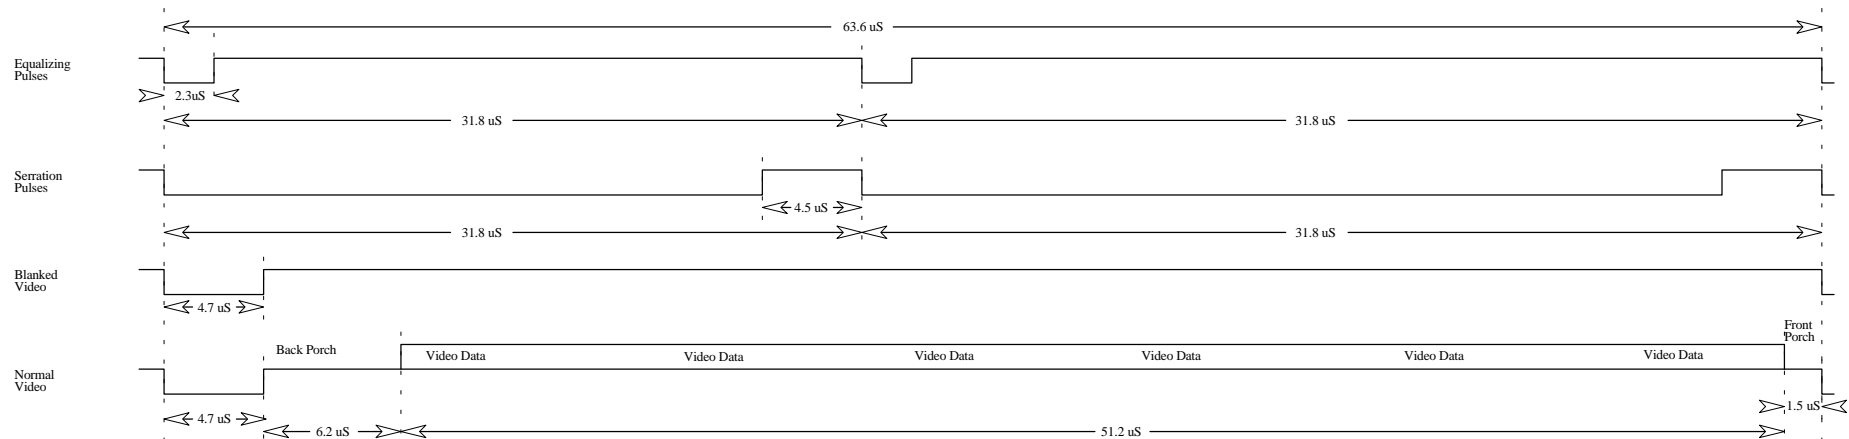 63.6 uS
Equalizing
Pulses
2.3uS
31.8 uS
31.8 uS
Serration
Pulses
4.5 uS
31.8 uS
31.8 uS
Blanked
Video
4.7 uS
Front
Porch
Back Porch
Video Data
Video Data
Video Data
Video Data
Video Data
Video Data
Normal
Video
4.7 uS
1.5 uS
6.2 uS
51.2 uS